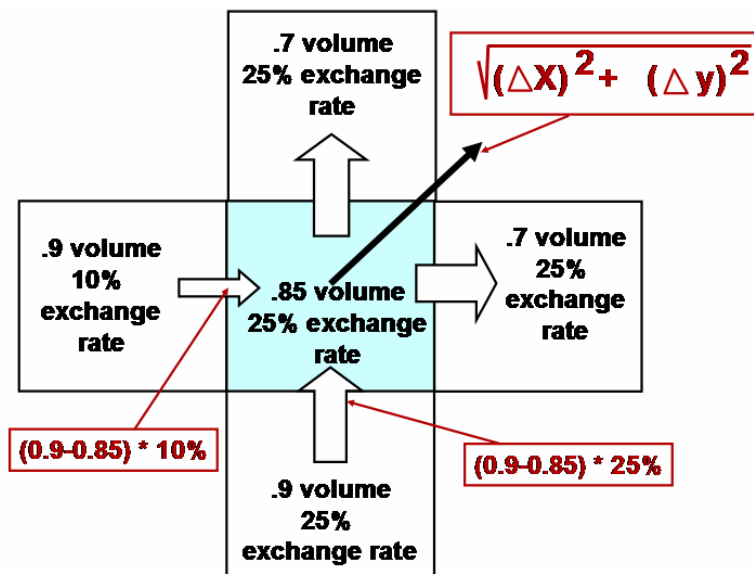 .7 volume
25% exchange
rate
√(△X)² + (△y)²
.9 volume
10%
exchange
rate
.85 volume
25% exchange
rate
.7 volume
25%
exchange
rate
(0.9-0.85) * 10%
(0.9-0.85) * 25%
.9 volume
25%
exchange rate